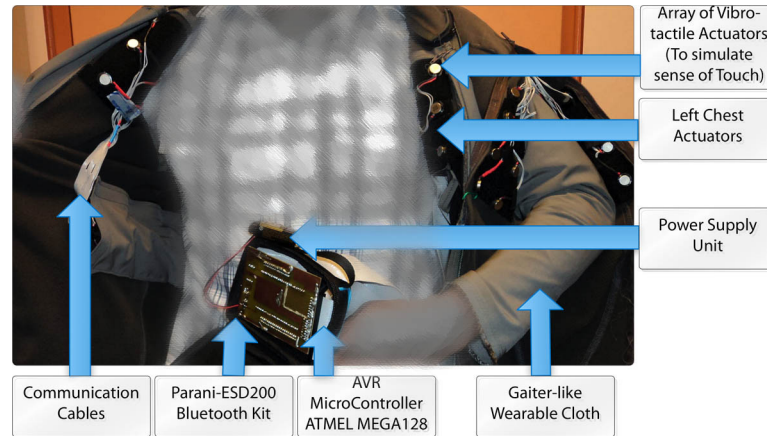 Array of Vibro-
tactile Actuators
(To simulate
sense of Touch)
Left Chest
Actuators
Power Supply
Unit
Communication
Cables
Parani-ESD200
Bluetooth Kit
AVR
MicroController
ATMEL MEGA128
Gaiter-like
Wearable Cloth